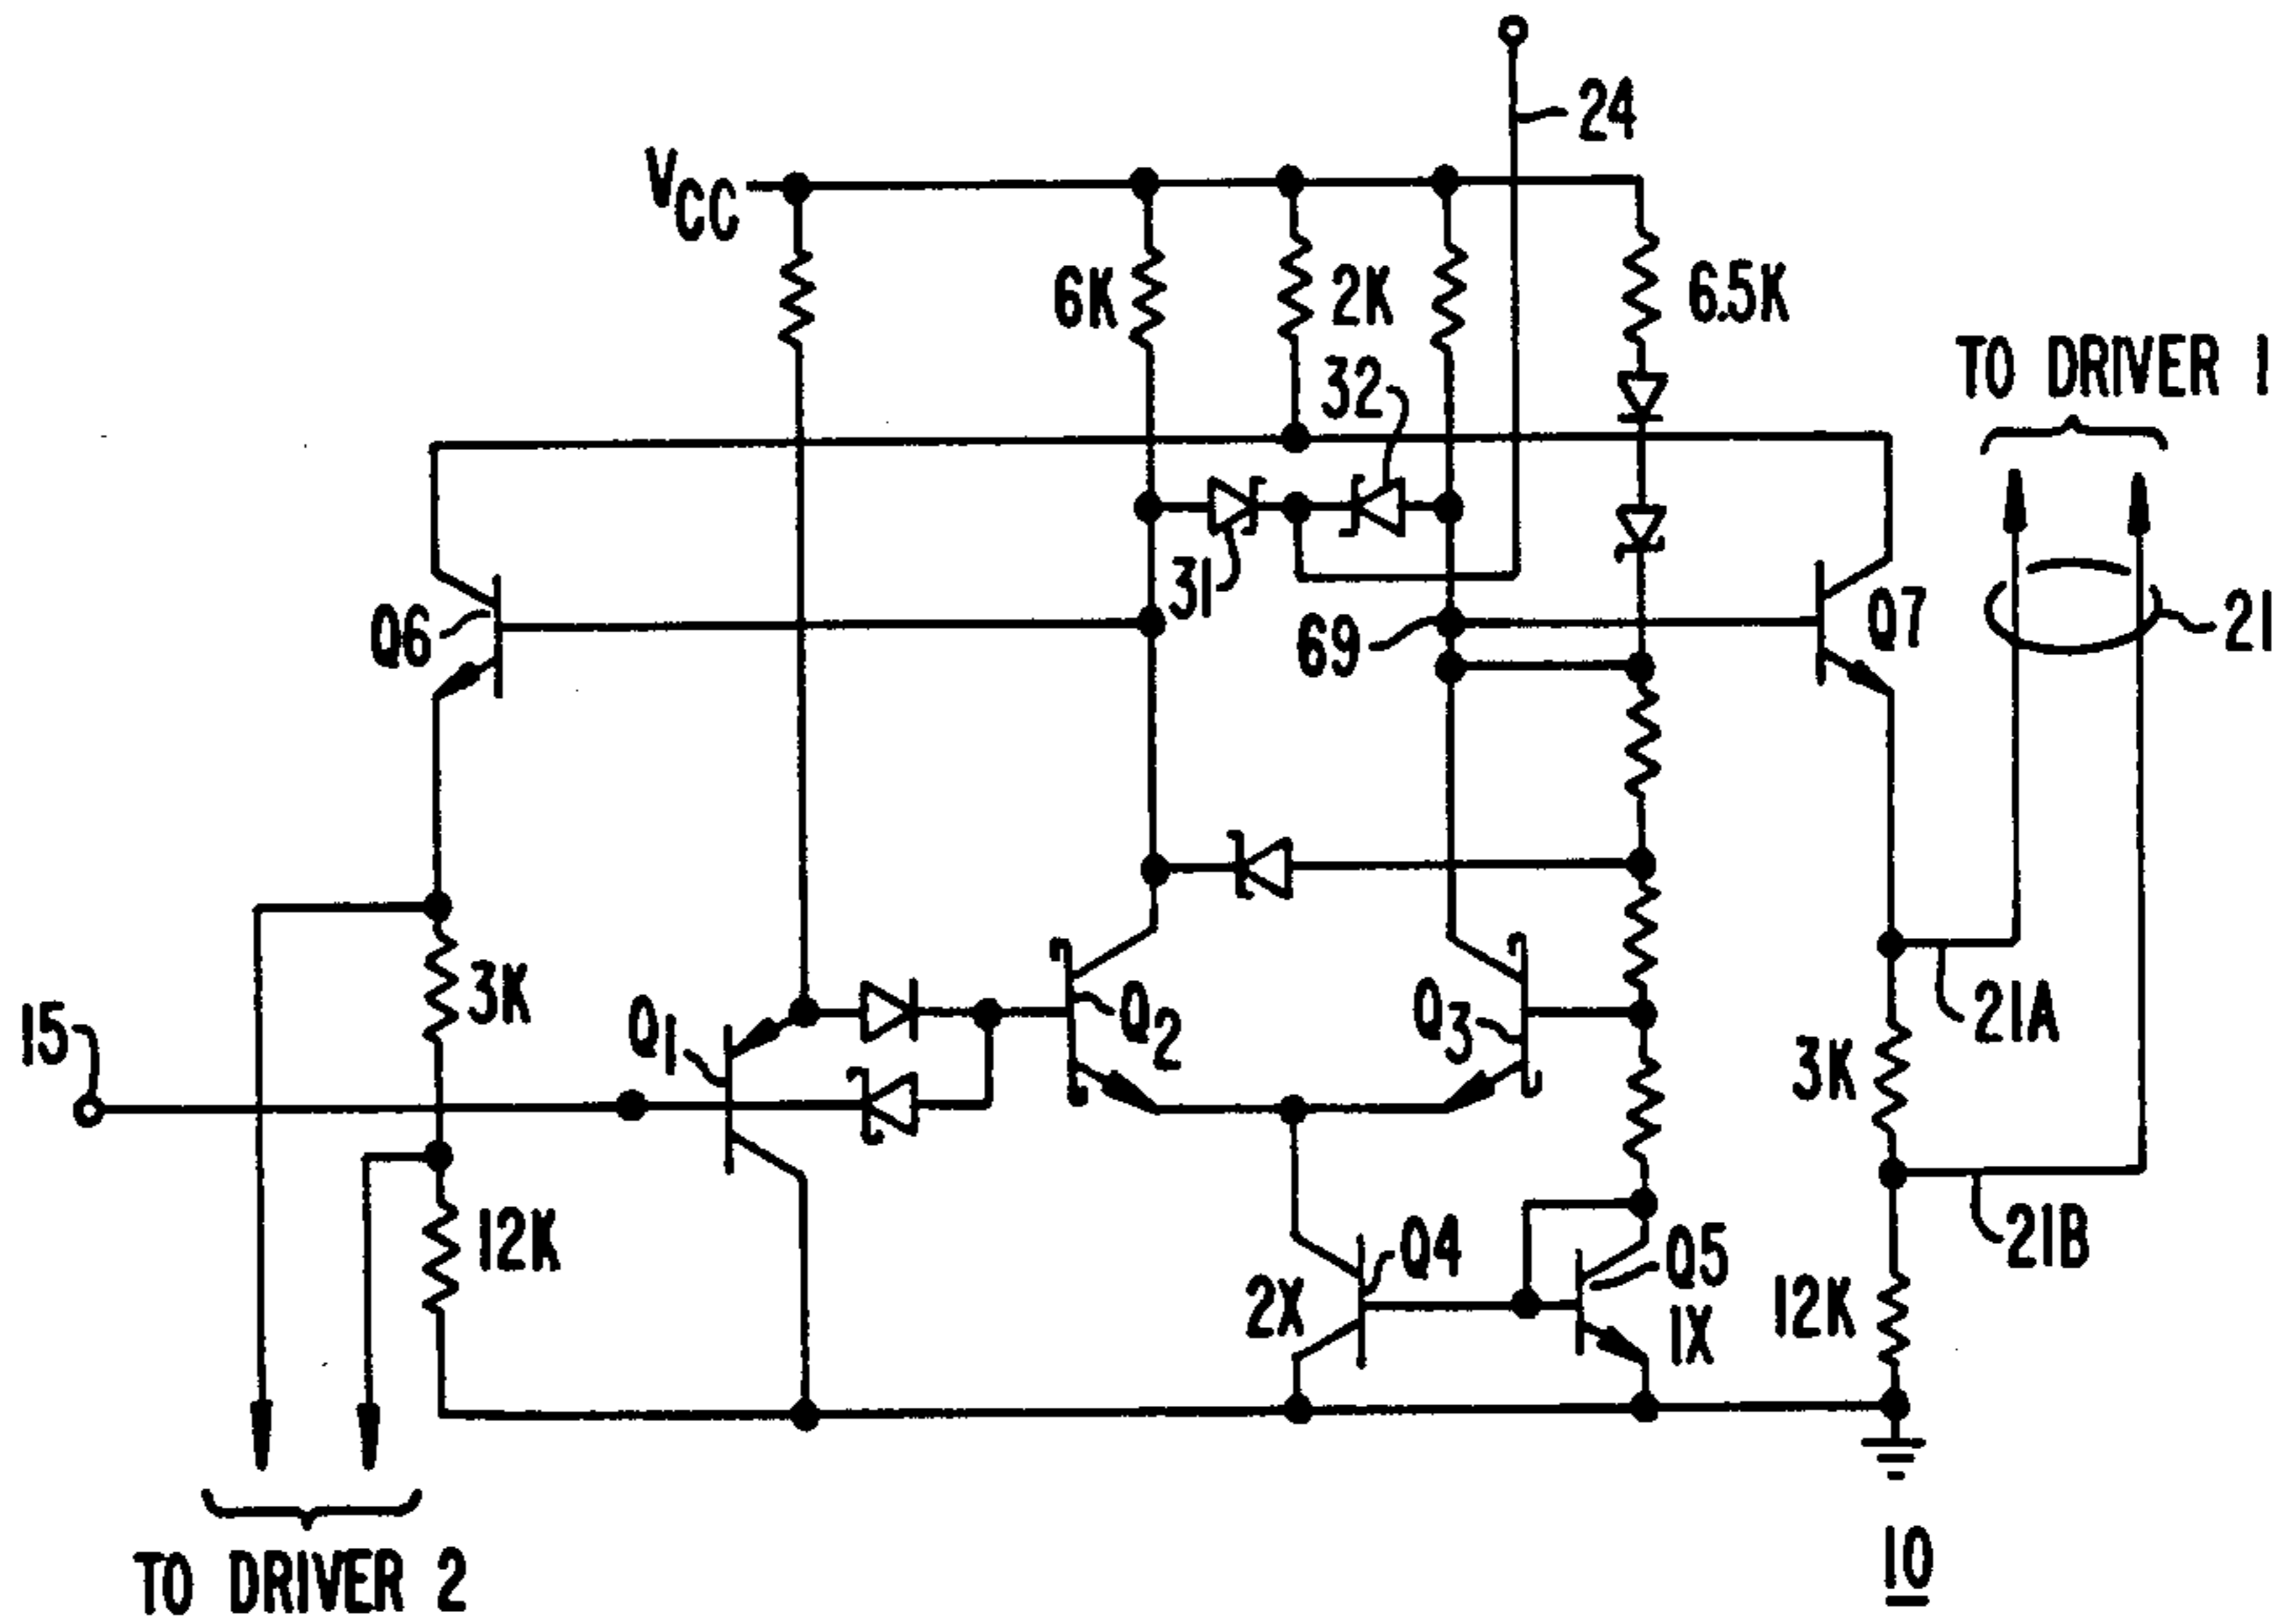 24
VCC
6K
2K
6.5K
TO DRIVER 1
32
31
Q6
69
Q7
21
15
3K
Q1
Q2
Q3
21A
3K
12K
2X
Q4
Q5
1X
12K
21B
TO DRIVER 2
10